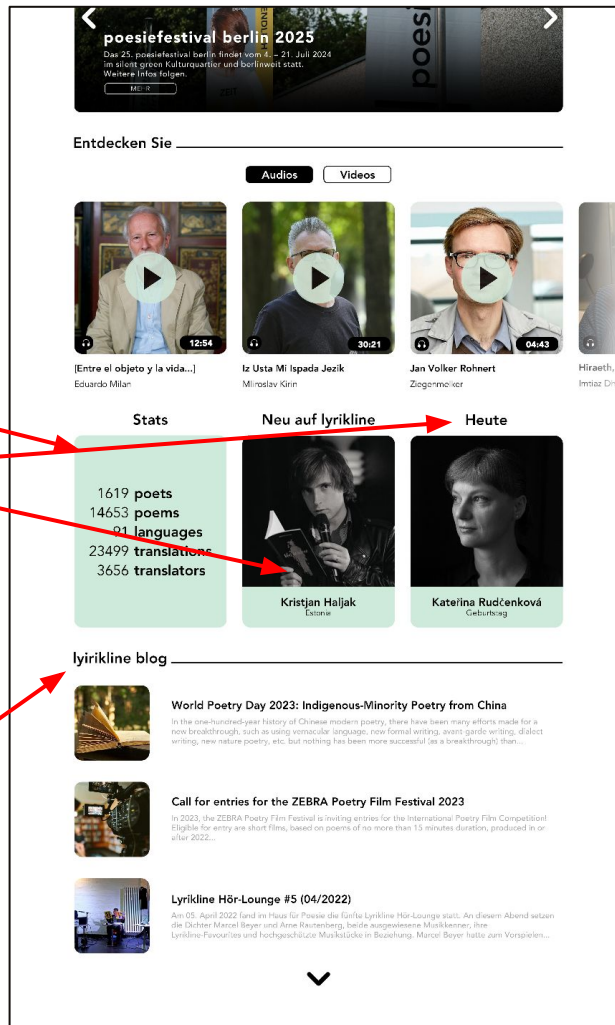 poesiefestival berlin 2025
Das 25. poesiefestival berlin findet vom 4. – 21. Juli 2024
im silent green Kulturquartier und berlinweit statt.
Weitere Infos folgen.
MEHR
ZEIT
poesi
Entdecken Sie
Audios Videos
12:54 30:21 04:43
[Entre el objeto y la vida...] Iz Usta Mi Ispada Jezik Jan Volker Rohnert Hiraeth,
Eduardo Milan Miroslav Kirin Ziegenmelker Imtiaz Dh
Stats Neu auf lyrikline Heute
1619 poets
14653 poems
91 languages
23499 translations
3656 translators
Kristjan Haljak Kateřina Rudčenková
Estonia Geburtstag
lyirikline blog
World Poetry Day 2023: Indigenous-Minority Poetry from China
In the one-hundred-year history of Chinese modern poetry, there have been many efforts made for a
new breakthrough, such as using vernacular language, new formal writing, avant-garde writing, dialect
writing, new nature poetry, etc. but nothing has been more successful (as a breakthrough) than...
Call for entries for the ZEBRA Poetry Film Festival 2023
In 2023, the ZEBRA Poetry Film Festival is inviting entries for the International Poetry Film Competition!
Eligible for entry are short films, based on poems of no more than 15 minutes duration, produced in or
after 2022...
Lyrikline Hör-Lounge #5 (04/2022)
Am 05. April 2022 fand im Haus für Poesie die fünfte Lyrikline Hör-Lounge statt. An diesem Abend setzen
die Dichter Marcel Beyer und Arne Rautenberg, beide ausgewiesene Musikkenner, ihre
Lyrikline-Favourites und hochgeschätzte Musikstücke in Beziehung. Marcel Beyer hatte zum Vorspielen...